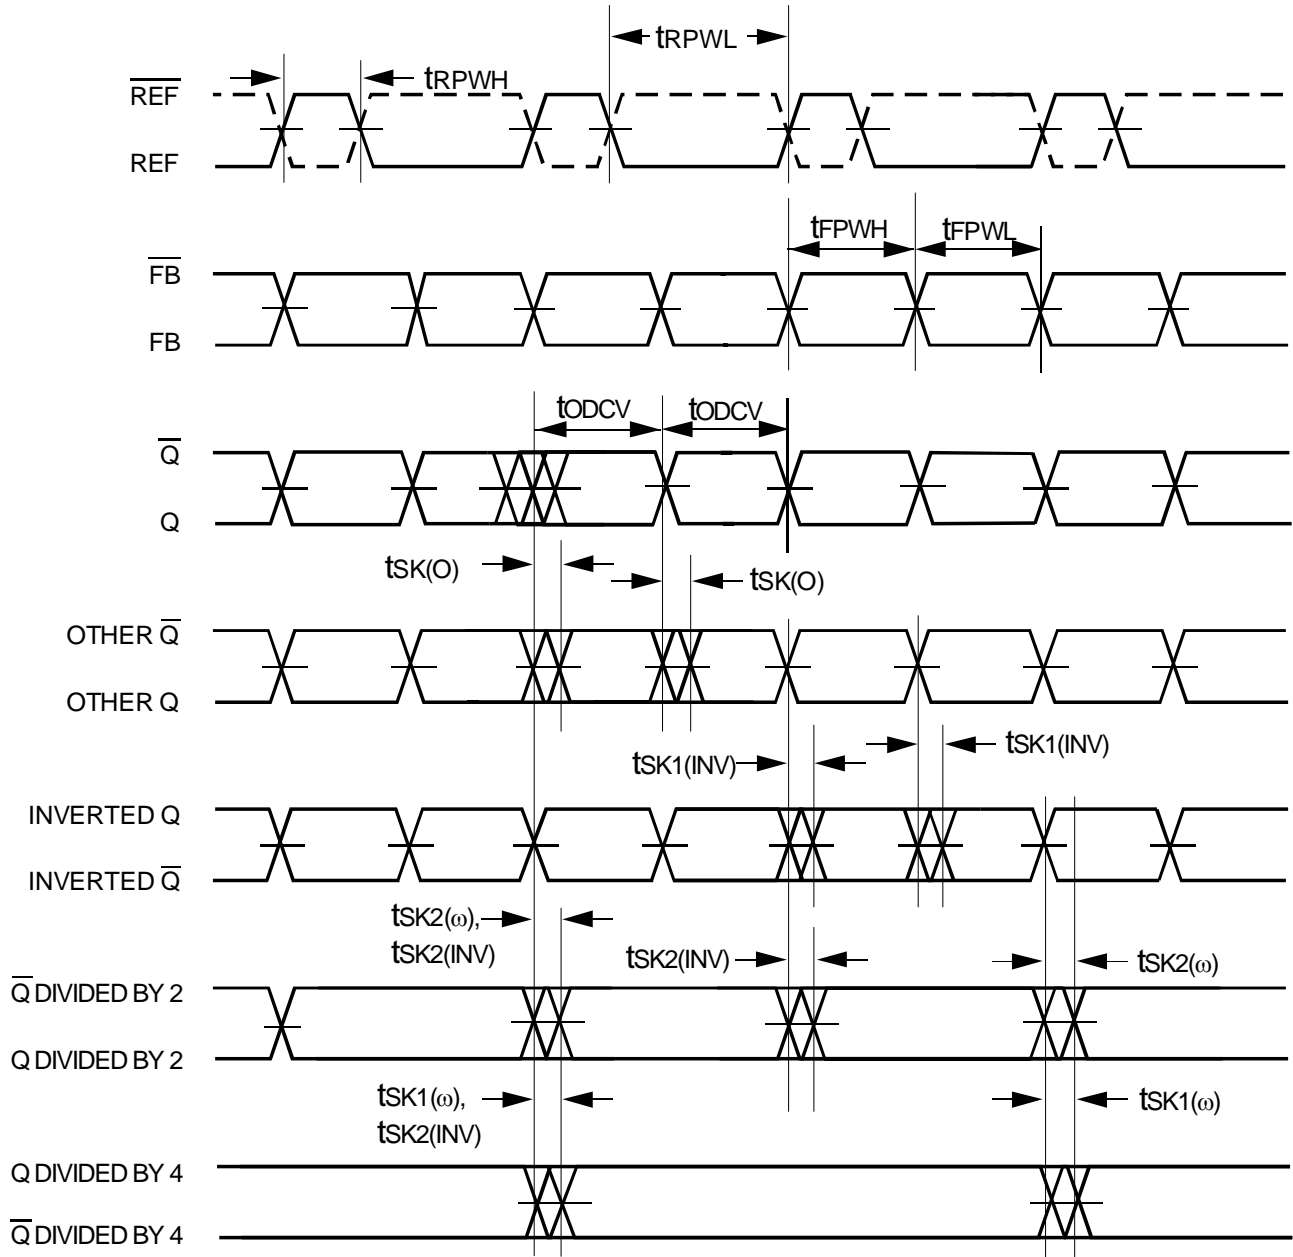 tRPWL
tRPWH
R̅E̅F̅
REF
tFPWH
tFPWL
F̅B̅
FB
tODCV
tODCV
Q̅
Q
tSK(O)
tSK(O)
OTHER Q̅
OTHER Q
tSK1(INV)
tSK1(INV)
INVERTED Q
INVERTED Q̅
tSK2(ω),
tSK2(INV)
tSK2(INV)
tSK2(ω)
Q̅ DIVIDED BY 2
Q DIVIDED BY 2
tSK1(ω),
tSK2(INV)
tSK1(ω)
Q DIVIDED BY 4
Q̅ DIVIDED BY 4